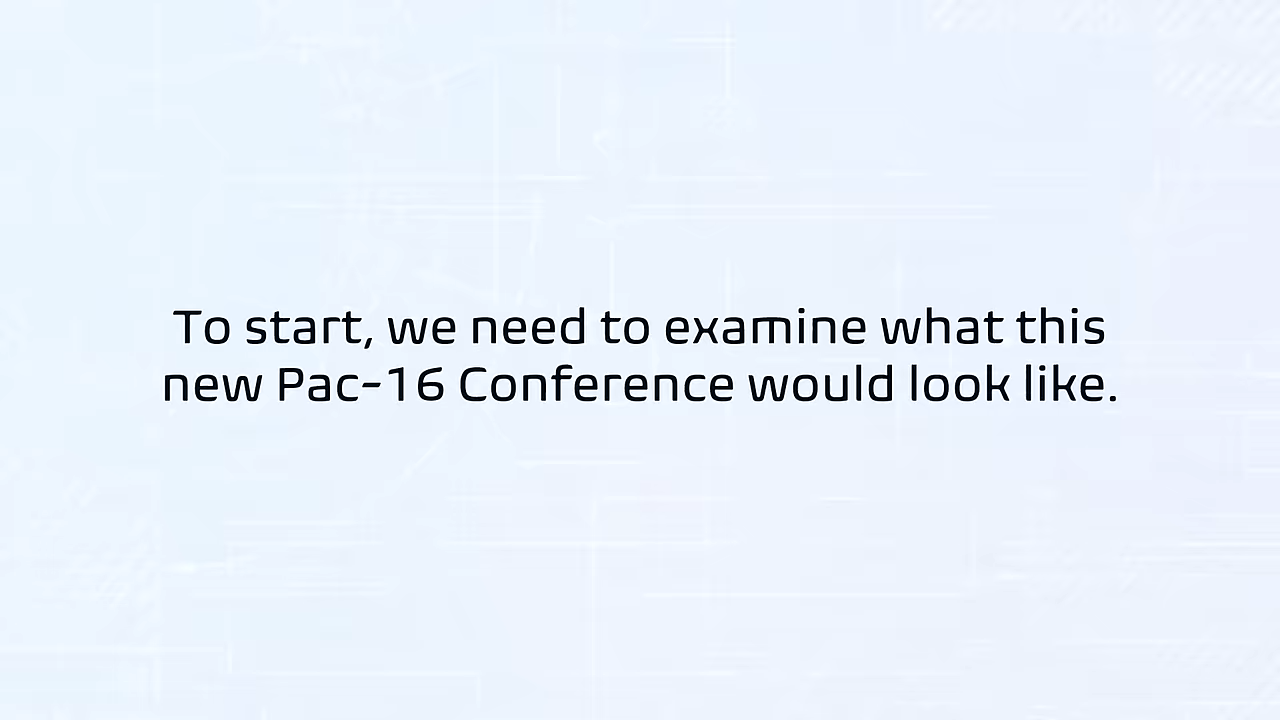 To start, we need to examine what this
new Pac-16 Conference would look like.